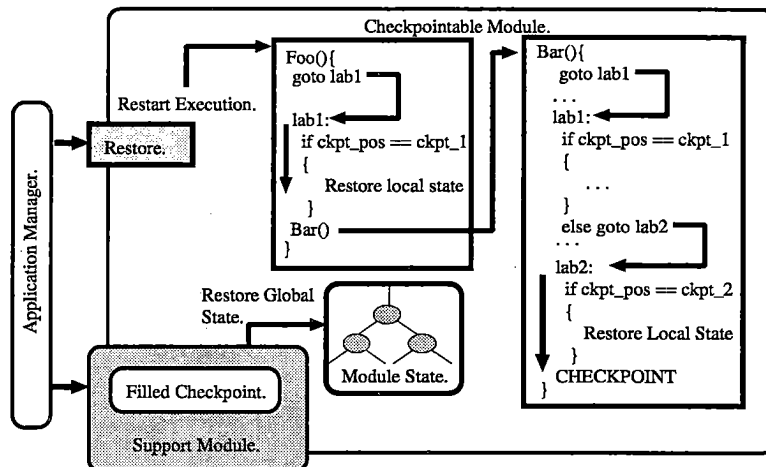 Checkpointable Module.
Foo(){
goto lab1
lab1:
if ckpt_pos == ckpt_1
{
Restore local state
}
Bar()
}
Bar(){
goto lab1
...
lab1:
if ckpt_pos == ckpt_1
{
...
}
else goto lab2
...
lab2:
if ckpt_pos == ckpt_2
{
Restore Local State
}
CHECKPOINT
}
Restart Execution.
Restore.
Application Manager.
Restore Global
State.
Module State.
Filled Checkpoint.
Support Module.